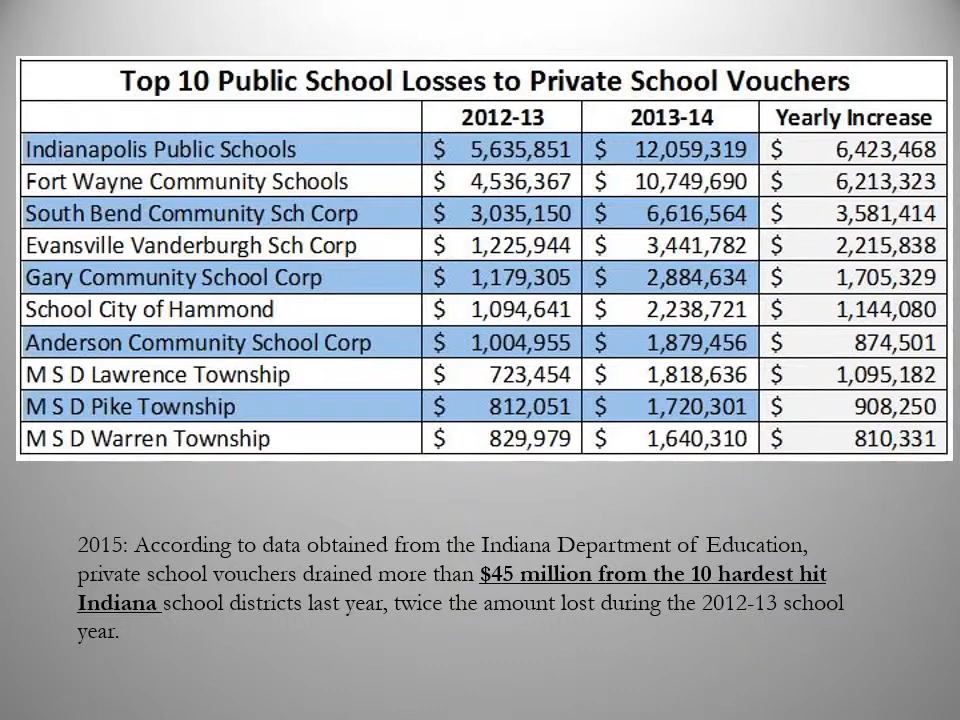 Top 10 Public School Losses to Private School Vouchers
2012-13 2013-14 Yearly Increase
Indianapolis Public Schools $ 5,635,851 $ 12,059,319 $ 6,423,468
Fort Wayne Community Schools $ 4,536,367 $ 10,749,690 $ 6,213,323
South Bend Community Sch Corp $ 3,035,150 $ 6,616,564 $ 3,581,414
Evansville Vanderburgh Sch Corp $ 1,225,944 $ 3,441,782 $ 2,215,838
Gary Community School Corp $ 1,179,305 $ 2,884,634 $ 1,705,329
School City of Hammond $ 1,094,641 $ 2,238,721 $ 1,144,080
Anderson Community School Corp $ 1,004,955 $ 1,879,456 $ 874,501
M S D Lawrence Township $ 723,454 $ 1,818,636 $ 1,095,182
M S D Pike Township $ 812,051 $ 1,720,301 $ 908,250
M S D Warren Township $ 829,979 $ 1,640,310 $ 810,331
2015: According to data obtained from the Indiana Department of Education,
private school vouchers drained more than $45 million from the 10 hardest hit
Indiana school districts last year, twice the amount lost during the 2012-13 school
year.